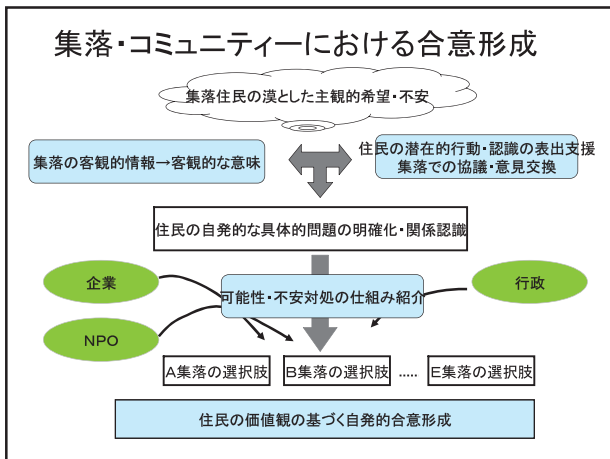 集落・コミュニティーにおける合意形成
集落住民の漠とした主観的希望・不安
集落の客観的情報→客観的な意味
住民の潜在的行動・認識の表出支援
集落での協議・意見交換
住民の自発的な具体的問題の明確化・関係認識
企業
可能性・不安対処の仕組み紹介
行政
NPO
A集落の選択肢
B集落の選択肢
.....
E集落の選択肢
住民の価値観の基づく自発的合意形成